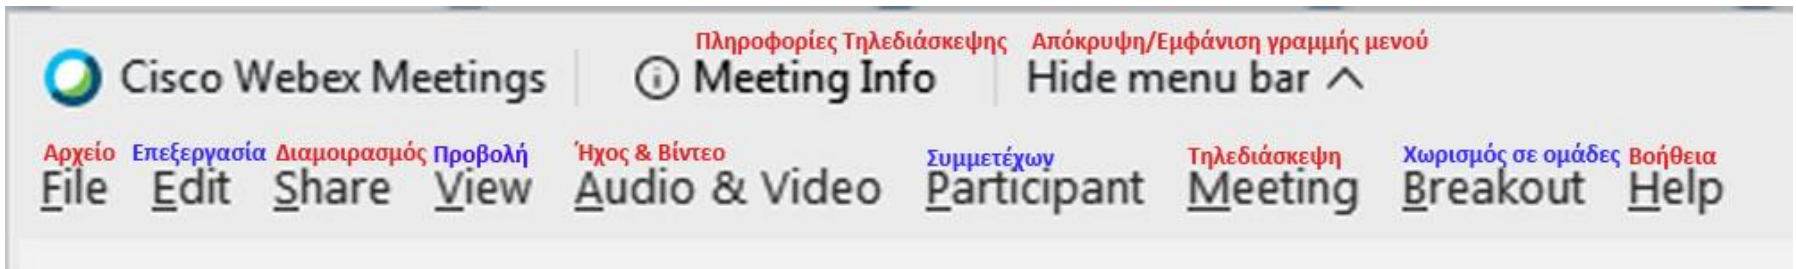 Πληροφορίες Τηλεδιάσκεψης Απόκρυψη/Εμφάνιση γραμμής μενού
Cisco Webex Meetings Meeting Info Hide menu bar
Αρχείο Επεξεργασία Διαμοιρασμός Προβολή Ήχος & Βίντεο Συμμετέχων Τηλεδιάσκεψη Χωρισμός σε ομάδες Βοήθεια
File Edit Share View Audio & Video Participant Meeting Breakout Help